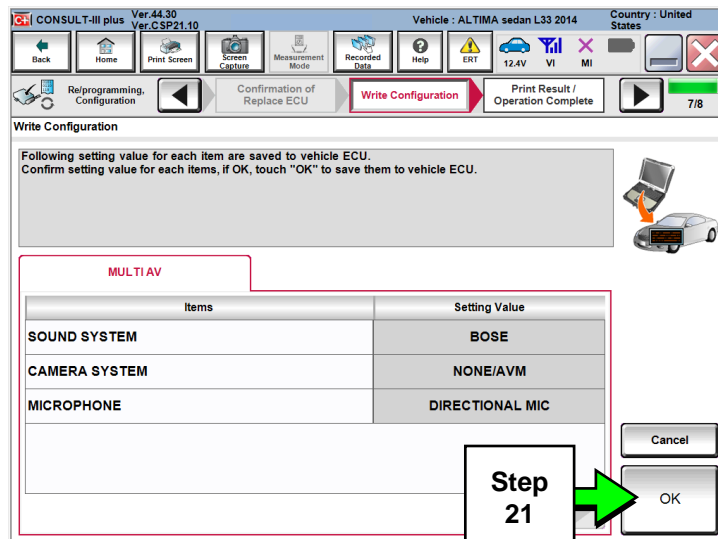 CONSULT-III plus
Ver.44.30
Ver.CSP21.10
Vehicle : ALTIMA sedan L33 2014
Country : United
States
Back
Home
Print Screen
Screen
Capture
Measurement
Mode
Recorded
Data
Help
ERT
12.4V
VI
MI
Re/programming,
Configuration
Confirmation of
Replace ECU
Write Configuration
Print Result /
Operation Complete
7/8
Write Configuration
Following setting value for each item are saved to vehicle ECU.
Confirm setting value for each items, if OK, touch "OK" to save them to vehicle ECU.
MULTI AV
Items
Setting Value
SOUND SYSTEM
BOSE
CAMERA SYSTEM
NONE/AVM
MICROPHONE
DIRECTIONAL MIC
Cancel
Step
21
OK